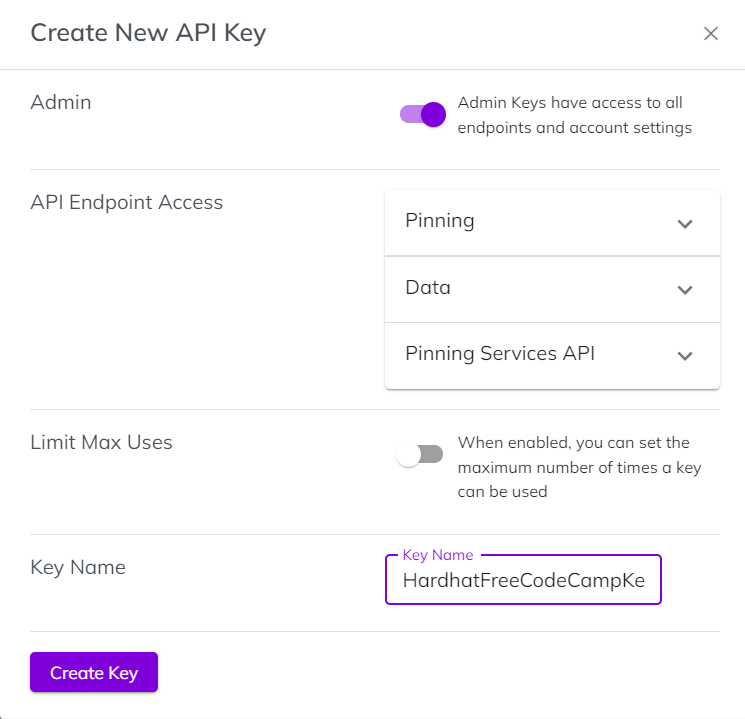 Create New API Key
Admin
Admin Keys have access to all
endpoints and account settings
API Endpoint Access
Pinning
Data
Pinning Services API
Limit Max Uses
When enabled, you can set the
maximum number of times a key
can be used
Key Name
Key Name
HardhatFreeCodeCampKe
Create Key